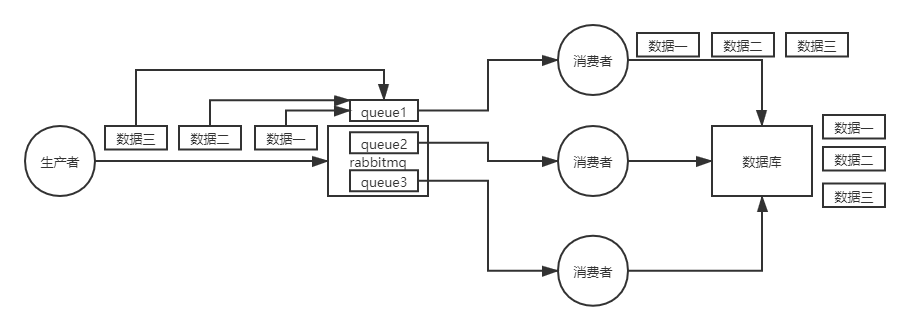 消费者
数据一
数据二
数据三
queue1
生产者
数据三
数据二
数据一
queue2
rabbitmq
queue3
消费者
数据库
数据一
数据二
数据三
消费者